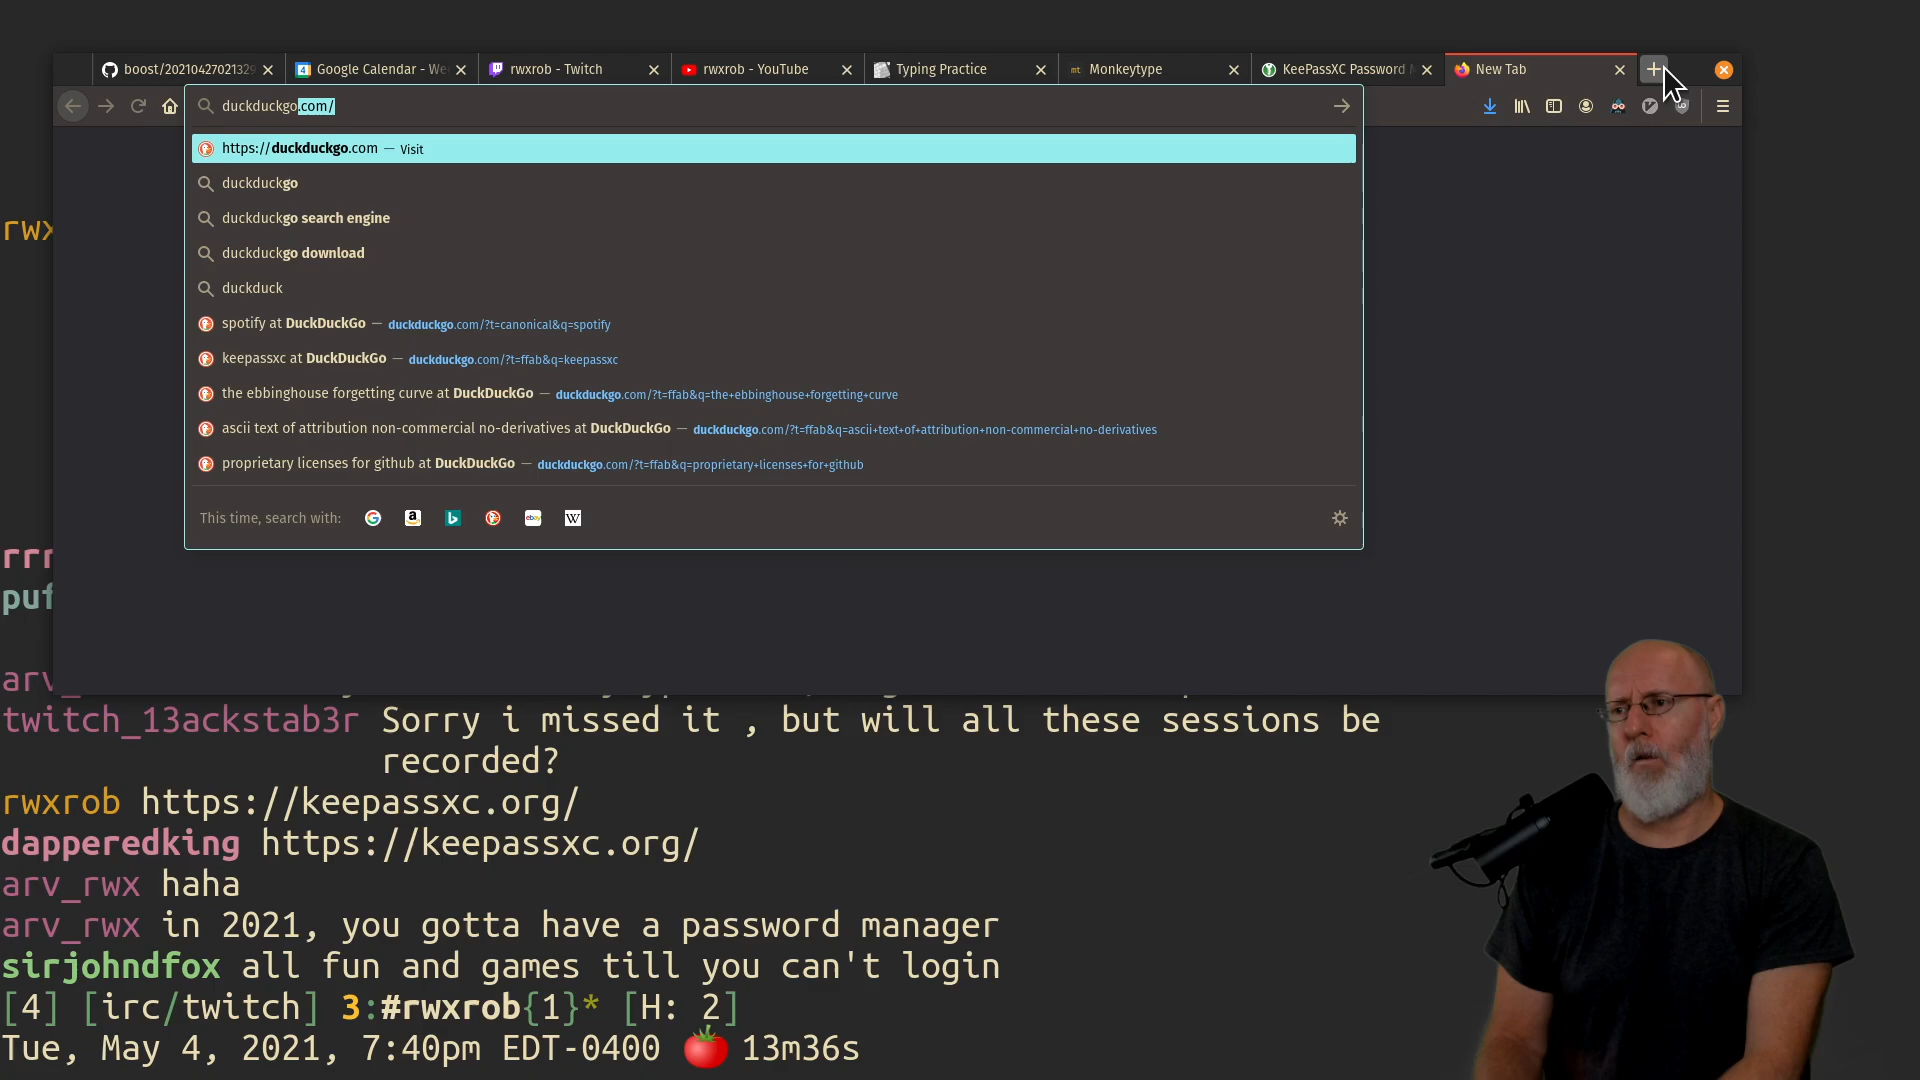 boost/2021042702132
Google Calendar - We
rwxrob - Twitch
rwxrob - YouTube
Typing Practice
mt Monkeytype
KeePassXC Password
New Tab
duckduckgo.com/
https://duckduckgo.com — Visit
duckduckgo
duckduckgo search engine
duckduckgo download
duckduck
spotify at DuckDuckGo — duckduckgo.com/?t=canonical&q=spotify
keepassxc at DuckDuckGo — duckduckgo.com/?t=ffab&q=keepassxc
the ebbinghouse forgetting curve at DuckDuckGo — duckduckgo.com/?t=ffab&q=the+ebbinghouse+forgetting+curve
ascii text of attribution non-commercial no-derivatives at DuckDuckGo — duckduckgo.com/?t=ffab&q=ascii+text+of+attribution+non-commercial+no-derivatives
proprietary licenses for github at DuckDuckGo — duckduckgo.com/?t=ffab&q=proprietary+licenses+for+github
This time, search with:
rwx
rrr
puf
arv_
twitch_13ackstab3r Sorry i missed it , but will all these sessions be
recorded?
rwxrob https://keepassxc.org/
dapperedking https://keepassxc.org/
arv_rwx haha
arv_rwx in 2021, you gotta have a password manager
sirjohndfox all fun and games till you can't login
[4] [irc/twitch] 3:#rwxrob{1}* [H: 2]
Tue, May 4, 2021, 7:40pm EDT-0400 🍅 13m36s